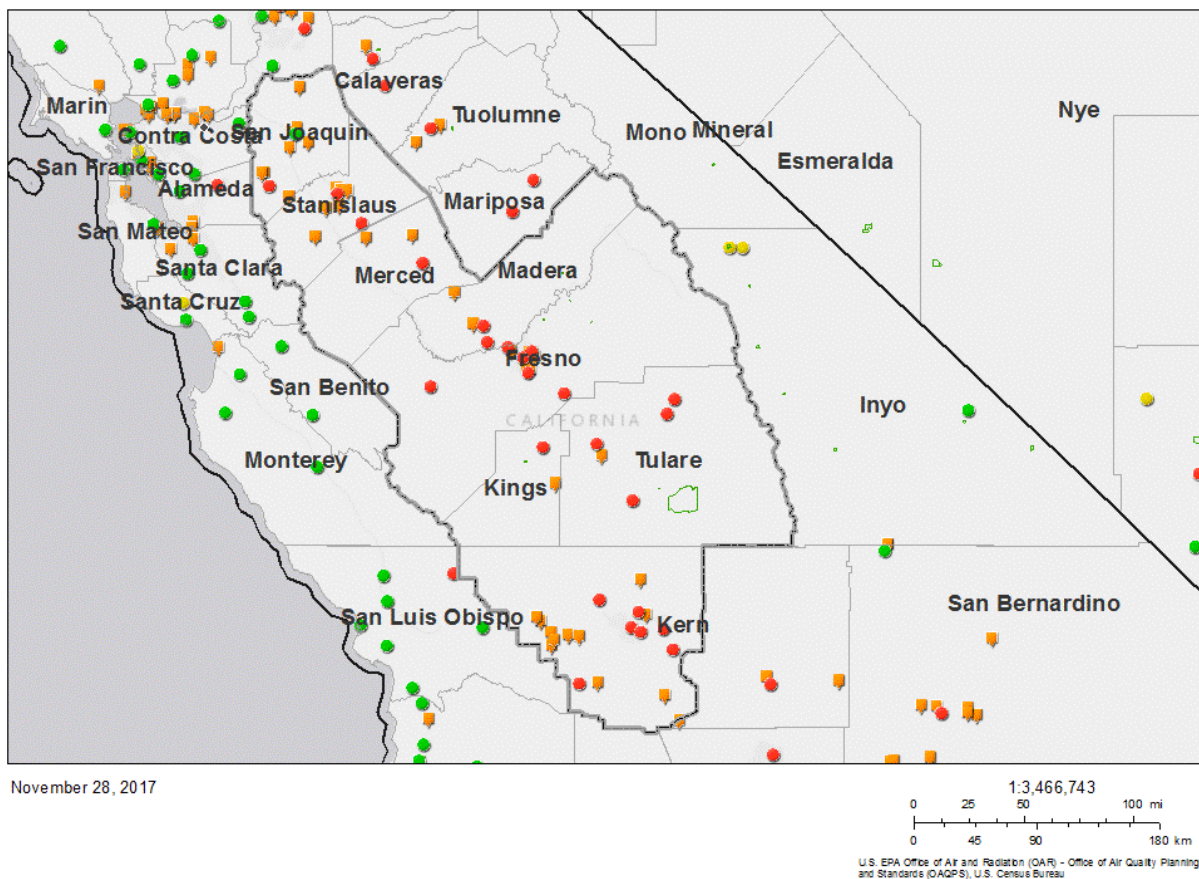 Calaveras
Nye
Marin
Tuolumne
Contra Costa
San Joaquin
Mono
Mineral
Esmeralda
San Francisco
Alameda
Stanislaus
Mariposa
San Mateo
Santa Clara
Merced
Madera
Santa Cruz
Fresno
San Benito
CALIFORNIA
Inyo
Monterey
Kings
Tulare
San Luis Obispo
Kern
San Bernardino
November 28, 2017
1:3,466,743
0 25 50 100 mi
0 45 90 180 km
U.S. EPA Office of Air and Radiation (OAR) - Office of Air Quality Planning
and Standards (OAQPS), U.S. Census Bureau